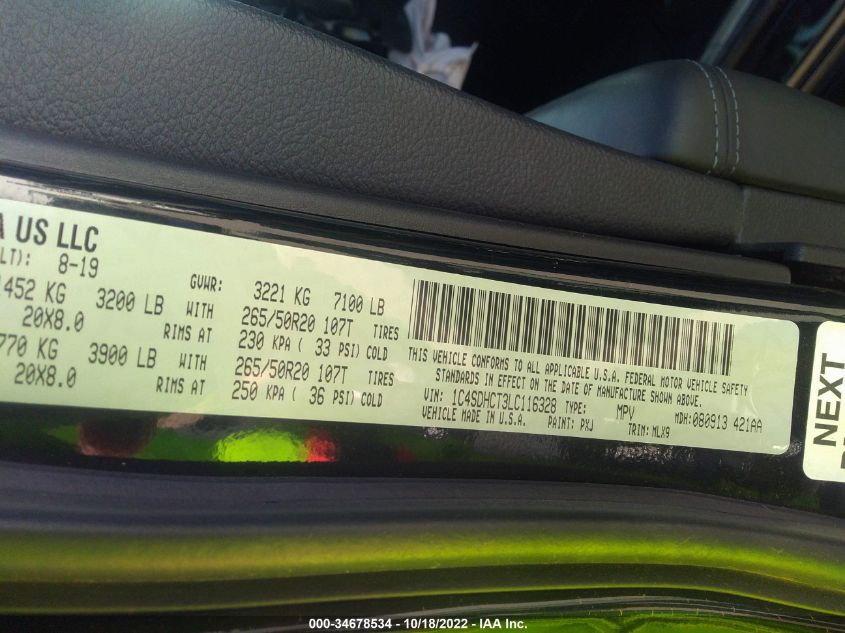 US LLC
LT): 8-19
GVWR: 3221 KG 7100 LB
452 KG 3200 LB WITH 265/50R20 107T TIRES
20X8.0 RIMS AT 230 KPA ( 33 PSI) COLD
770 KG 3900 LB WITH 265/50R20 107T TIRES
20X8.0 RIMS AT 250 KPA ( 36 PSI) COLD
THIS VEHICLE CONFORMS TO ALL APPLICABLE U.S.A. FEDERAL MOTOR VEHICLE SAFETY
STANDARDS IN EFFECT ON THE DATE OF MANUFACTURE SHOWN ABOVE.
VIN: 1C4SDHCT3LC116328 TYPE: MPV MDH:080913 421AA
VEHICLE MADE IN U.S.A. PAINT: PXJ TRIM: MLX9
NEXT
000-34678534 - 10/18/2022 - IAA Inc.